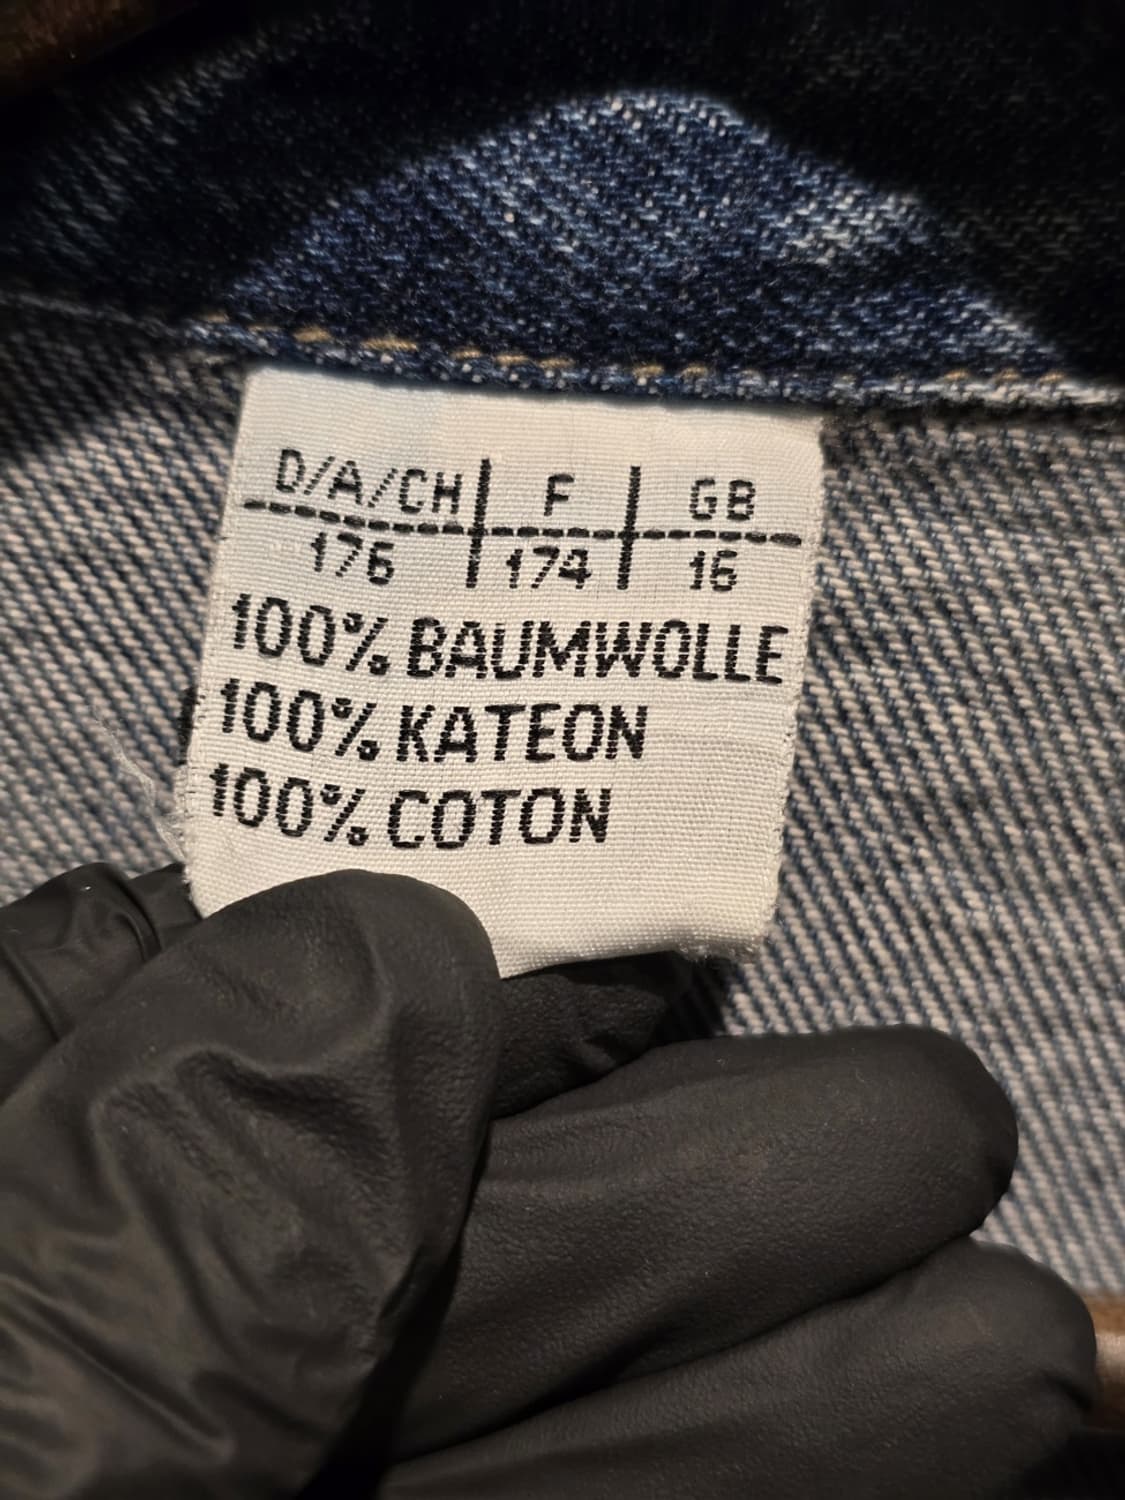 D/A/CH | F | GB
176 | 174 | 16
100% BAUMWOLLE
100% KATEON
100% COTON